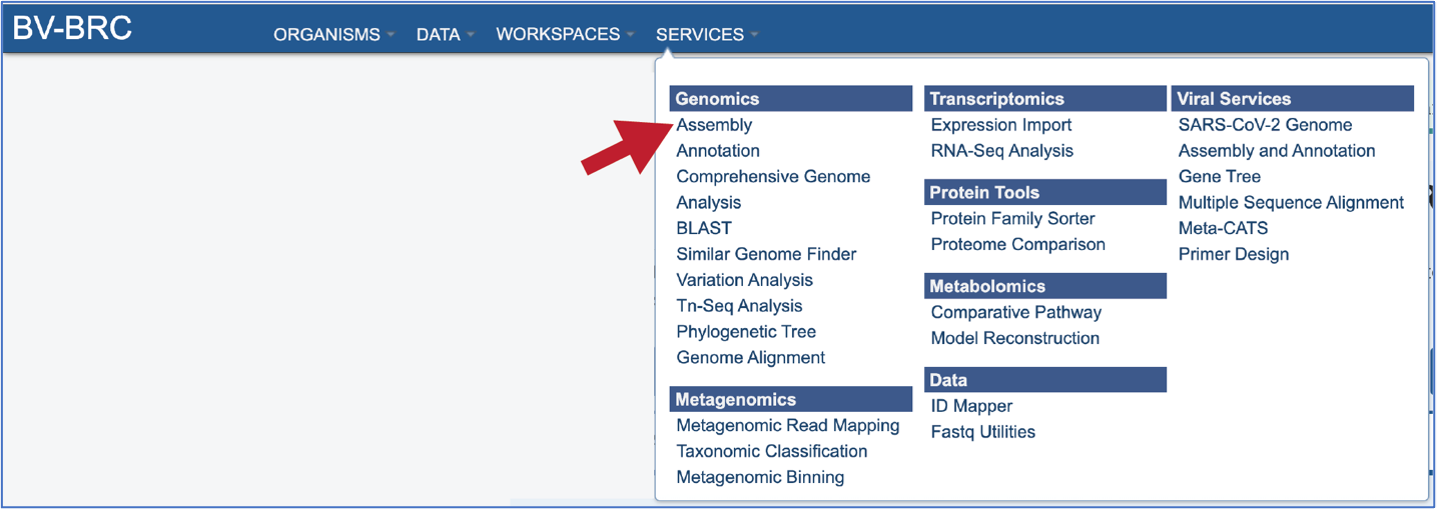 BV-BRC
ORGANISMS
DATA
WORKSPACES
SERVICES
Genomics
Assembly
Annotation
Comprehensive Genome
Analysis
BLAST
Similar Genome Finder
Variation Analysis
Tn-Seq Analysis
Phylogenetic Tree
Genome Alignment
Metagenomics
Metagenomic Read Mapping
Taxonomic Classification
Metagenomic Binning
Transcriptomics
Expression Import
RNA-Seq Analysis
Protein Tools
Protein Family Sorter
Proteome Comparison
Metabolomics
Comparative Pathway
Model Reconstruction
Data
ID Mapper
Fastq Utilities
Viral Services
SARS-CoV-2 Genome
Assembly and Annotation
Gene Tree
Multiple Sequence Alignment
Meta-CATS
Primer Design